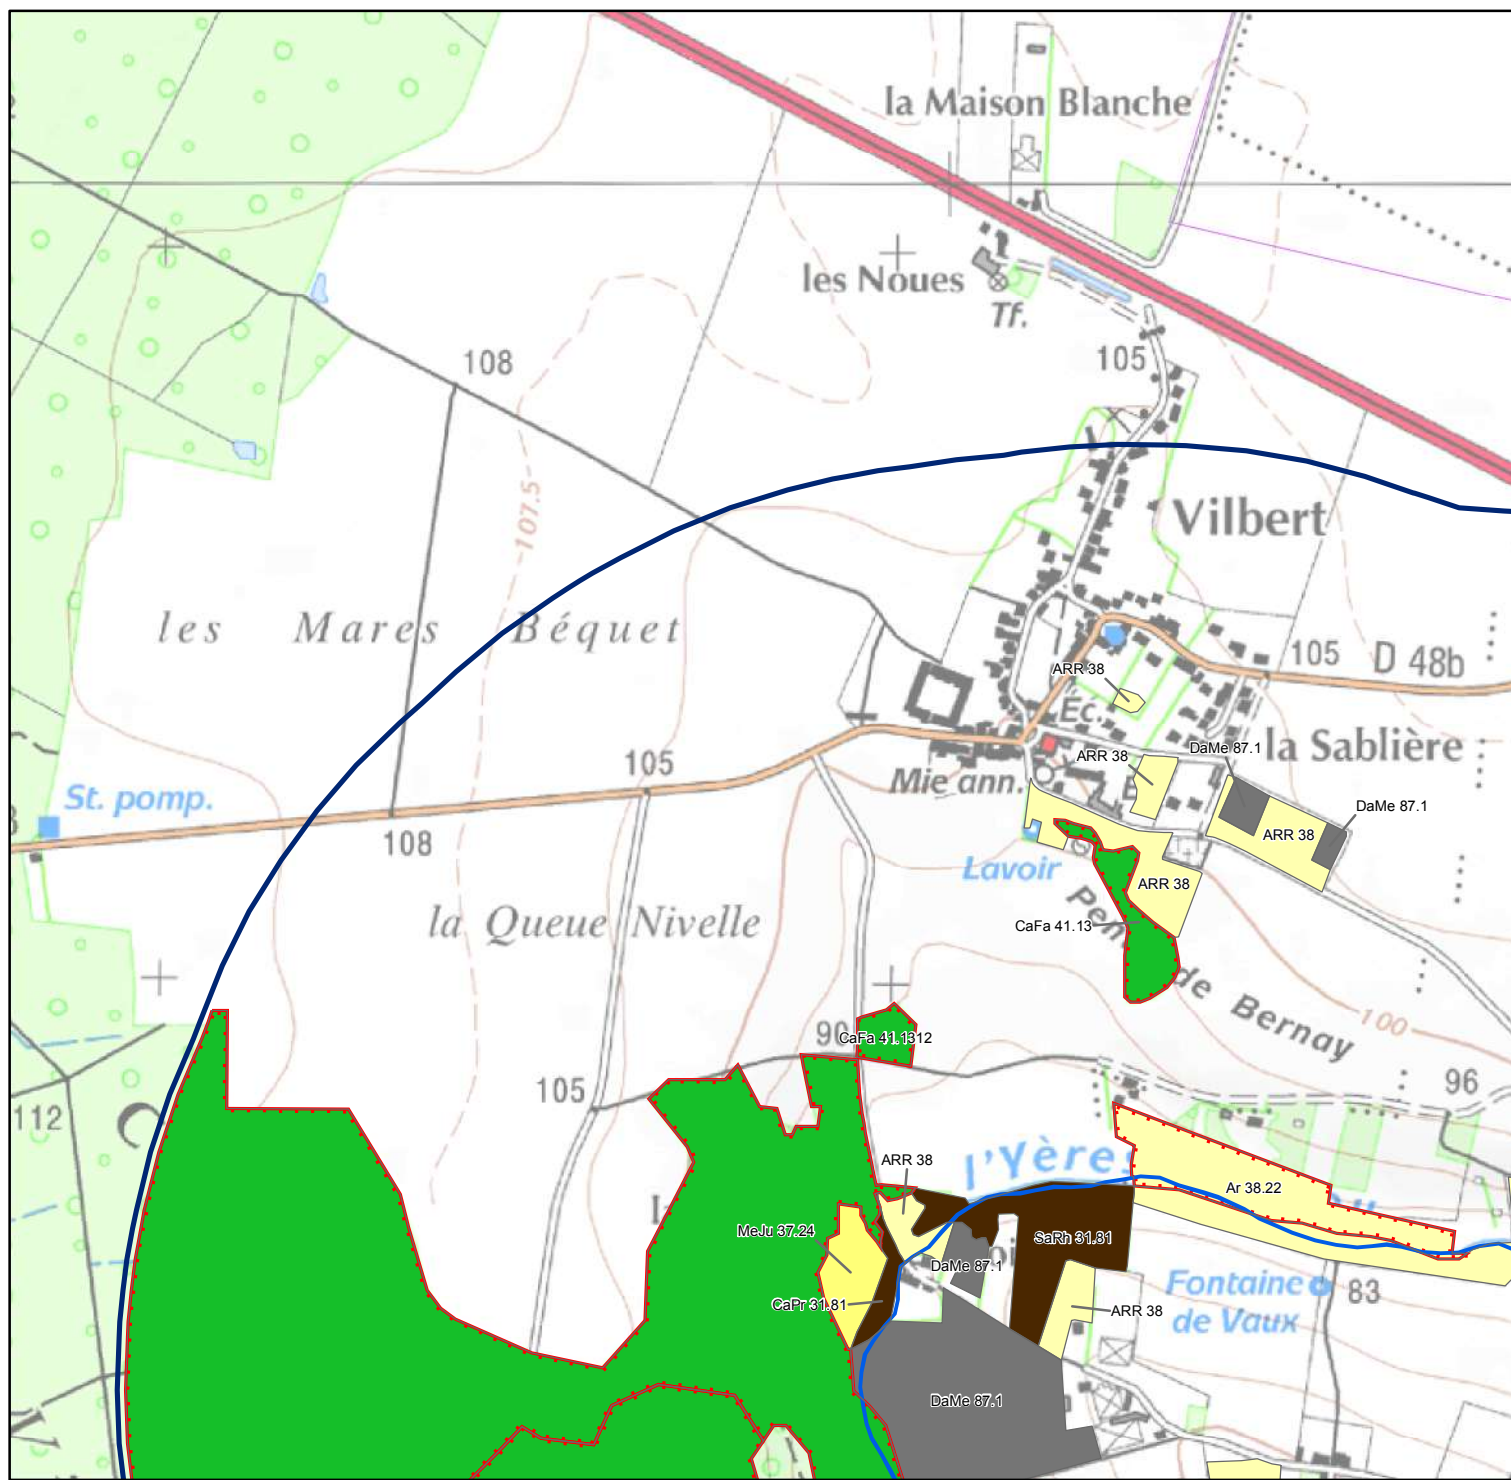 la Maison Blanche
les Noues
Tf.
105
108
107.5
Vilbert
les Mares Béquet
105 D 48b
ARR 38
Éc.
la Sablière
DaMe 87.1
ARR 38
105
Mie ann.
St. pomp.
DaMe 87.1
ARR 38
108
Lavoir
ARR 38
la Queue Nivelle
CaFa 41.13
de Bernay
100
90
CaFa 41.1312
105
96
112
ARR 38
l'Yères
Ar 38.22
MeJu 37.24
SaRh 31.81
DaMe 87.1
CaPr 31.81
ARR 38
Fontaine
de Vaux
83
DaMe 87.1